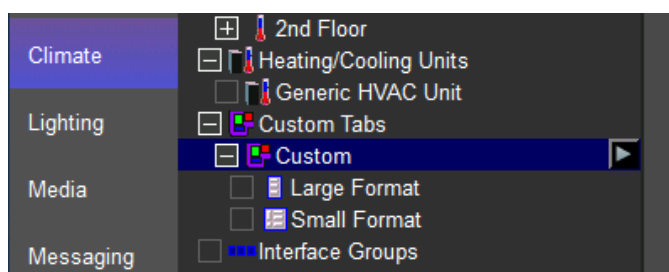 Climate
Lighting
Media
Messaging
2nd Floor
Heating/Cooling Units
Generic HVAC Unit
Custom Tabs
Custom
Large Format
Small Format
Interface Groups